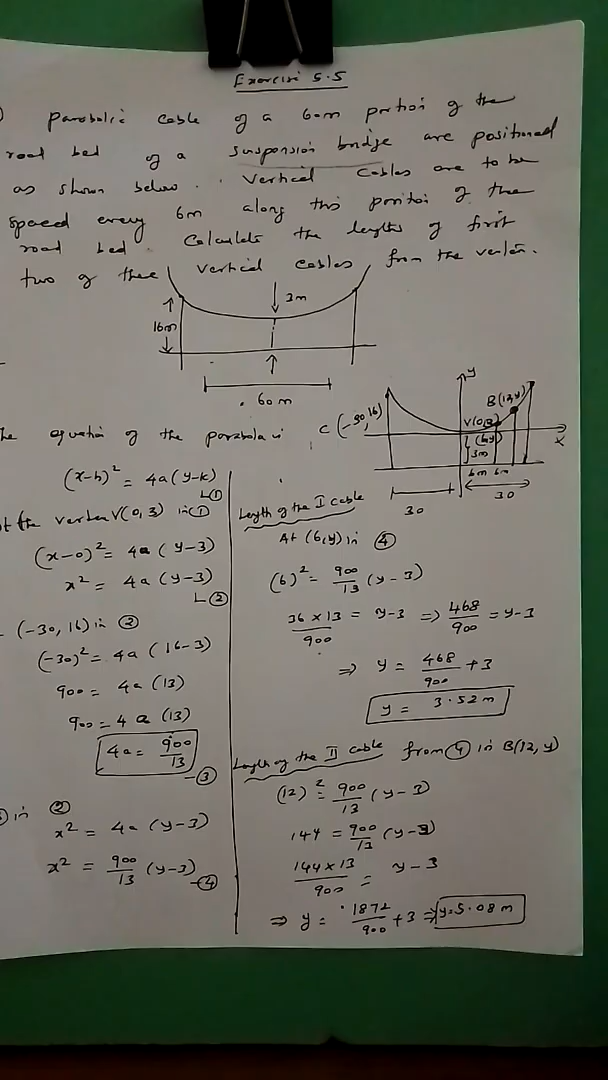 Exercise 5.5
) parabolic cable of a 60m portion of the
road bed of a suspension bridge are positioned
as shown below. Vertical Cables are to be
spaced every 6m along this portion of the
road bed. Calculate the lengths of first
two of these vertical cables from the vertex.
3m
16m
60 m
y
B(12,y)
C (-30,16)
V(0,3)
(6,y)
3m
x
6m 6m
30
30
he equation of the parabola is
(x-h)² = 4a(y-k)
①
at the vertex V(0,3) in ①
(x-0)² = 4a (y-3)
x² = 4a (y-3)
②
(-30, 16) in ②
(-30)² = 4a (16-3)
900 = 4a (13)
900 = 4 a (13)
4a = 900/13
③
) in ②
x² = 4a (y-3)
x² = 900/13 (y-3)
④
Length of the I cable
At (6,y) in ④
(6)² = 900/13 (y-3)
36 x 13/900 = y-3 ⇒ 468/900 = y-3
⇒ y = 468/900 + 3
y = 3.52 m
Length of the II cable from ④ in B(12, y)
(12)² = 900/13 (y-3)
144 = 900/13 (y-3)
144 x 13/900 = y-3
⇒ y = 1872/900 + 3 ⇒ y = 5.08 m